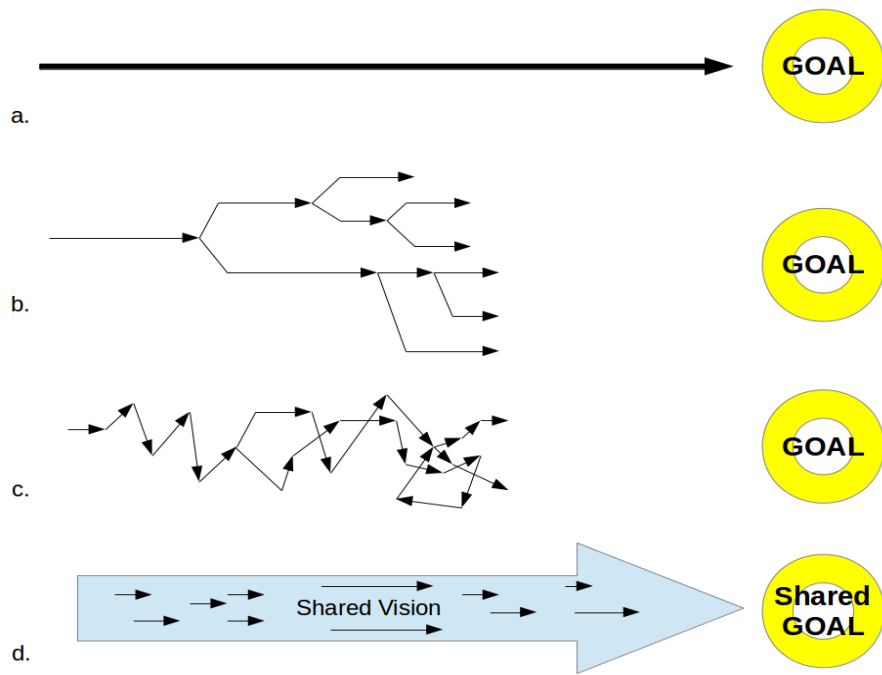 GOAL
a.
GOAL
b.
GOAL
c.
Shared Vision
Shared
GOAL
d.